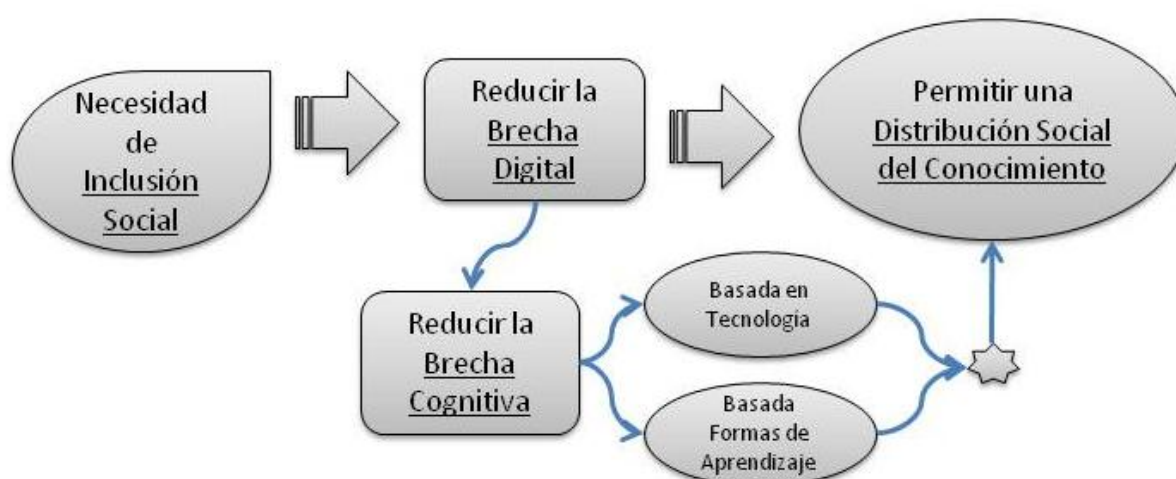 Necesidad
de
Inclusión
Social
Reducir la
Brecha
Digital
Permitir una
Distribución Social
del Conocimiento
Reducir la
Brecha
Cognitiva
Basada en
Tecnología
Basada
Formas de
Aprendizaje